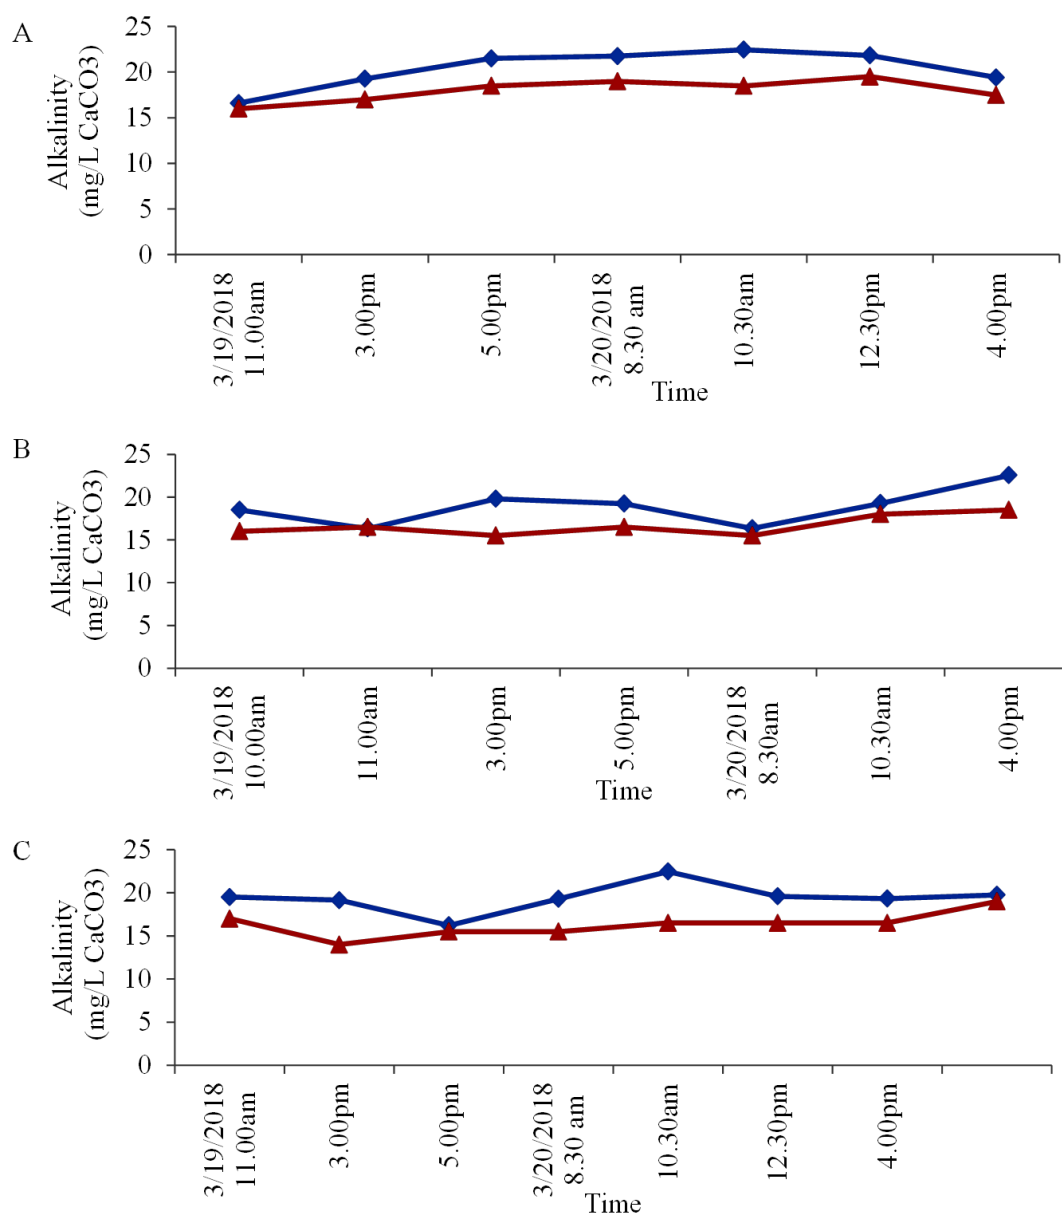 A
Alkalinity
(mg/L CaCO3)
25
20
15
10
5
0
3/19/2018
11.00am
3.00pm
5.00pm
3/20/2018
8.30 am
10.30am
12.30pm
4.00pm
Time
B
Alkalinity
(mg/L CaCO3)
25
20
15
10
5
0
3/19/2018
10.00am
11.00am
3.00pm
5.00pm
3/20/2018
8.30am
10.30am
4.00pm
Time
C
Alkalinity
(mg/L CaCO3)
25
20
15
10
5
0
3/19/2018
11.00am
3.00pm
5.00pm
3/20/2018
8.30 am
10.30am
12.30pm
4.00pm
Time